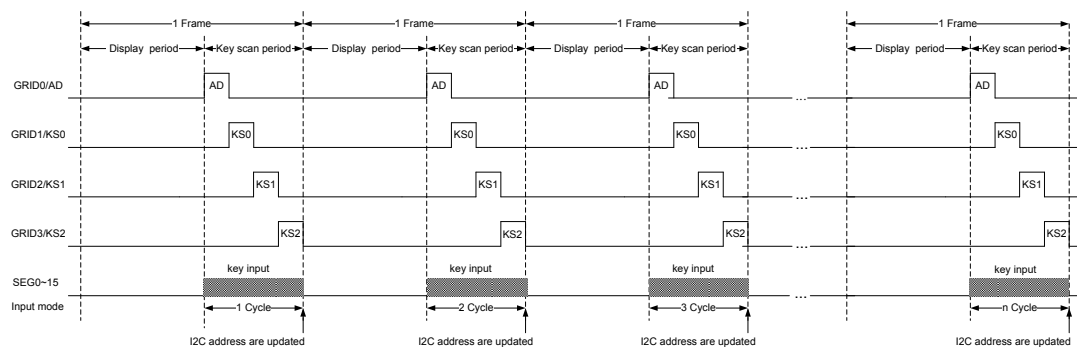 1 Frame 1 Frame 1 Frame 1 Frame
Display period Key scan period Display period Key scan period Display period Key scan period Display period Key scan period
GRID0/AD AD AD AD ... AD
GRID1/KS0 KS0 KS0 KS0 ... KS0
GRID2/KS1 KS1 KS1 KS1 ... KS1
GRID3/KS2 KS2 KS2 KS2 ... KS2
key input key input key input key input
SEG0~15 ...
Input mode 1 Cycle 2 Cycle 3 Cycle n Cycle
I2C address are updated I2C address are updated I2C address are updated I2C address are updated